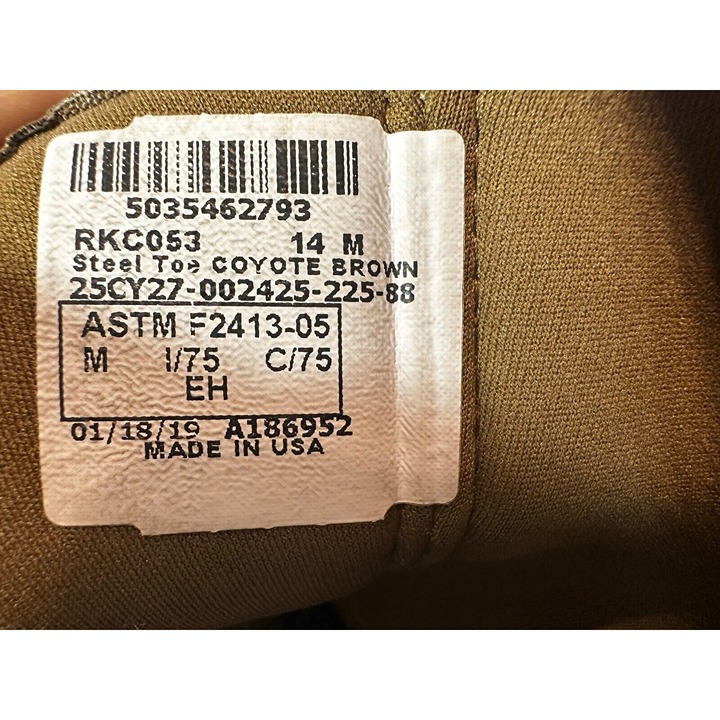 5035462793
RKC053 14 M
Steel Toe COYOTE BROWN
25CY27-002425-225-88
ASTM F2413-05
M I/75 C/75
EH
01/18/19 A186952
MADE IN USA